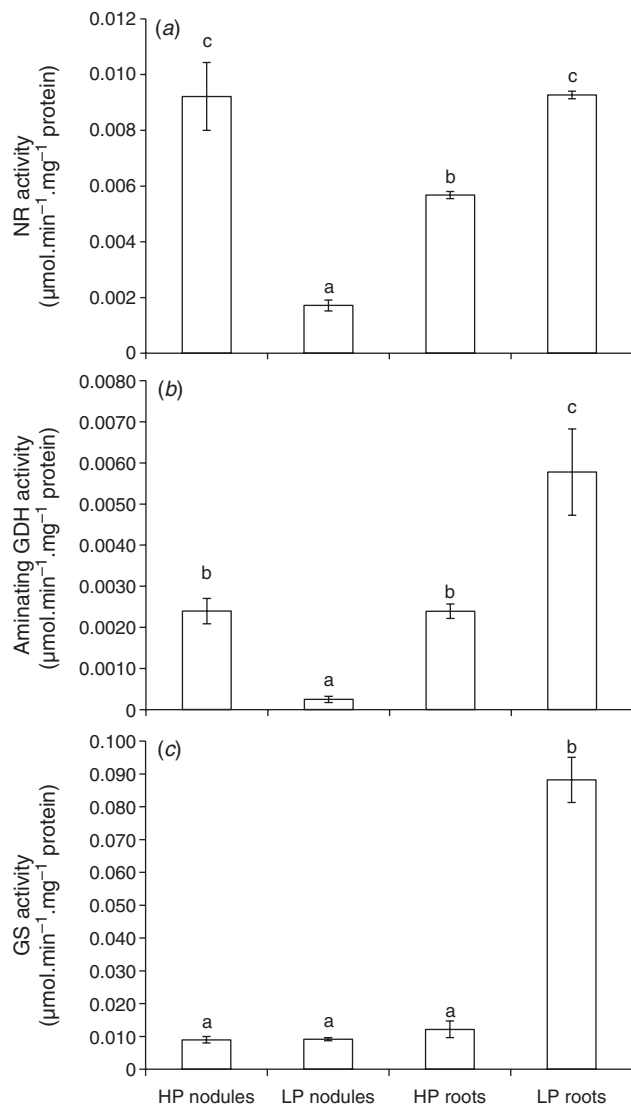 (a)
NR activity
(µmol.min⁻¹.mg⁻¹ protein)
0.012
0.010
0.008
0.006
0.004
0.002
0
c
a
b
c
(b)
Aminating GDH activity
(µmol.min⁻¹.mg⁻¹ protein)
0.0080
0.0070
0.0060
0.0050
0.0040
0.0030
0.0020
0.0010
0
b
a
b
c
(c)
GS activity
(µmol.min⁻¹.mg⁻¹ protein)
0.100
0.090
0.080
0.070
0.060
0.050
0.040
0.030
0.020
0.010
0
a
a
a
b
HP nodules
LP nodules
HP roots
LP roots